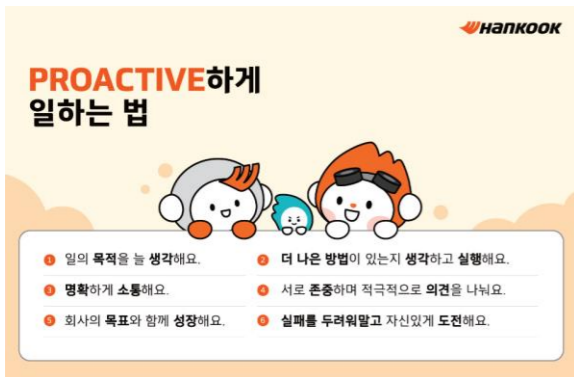 HANKOOK
PROACTIVE하게
일하는 법
1 일의 목적을 늘 생각해요.
2 더 나은 방법이 있는지 생각하고 실행해요.
3 명확하게 소통해요.
4 서로 존중하며 적극적으로 의견을 나눠요.
5 회사의 목표와 함께 성장해요.
6 실패를 두려워말고 자신있게 도전해요.